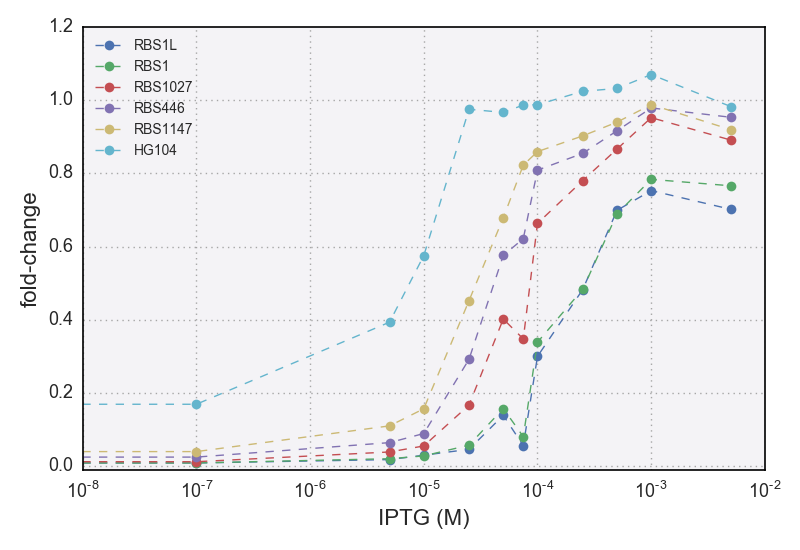 1.2
RBS1L
RBS1
RBS1027
RBS446
RBS1147
HG104
1.0
0.8
0.6
0.4
0.2
0.0
fold-change
10^-8 10^-7 10^-6 10^-5 10^-4 10^-3 10^-2
IPTG (M)